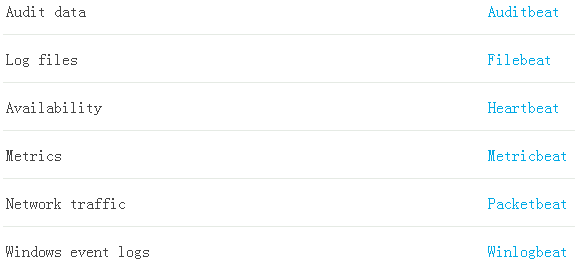 Audit data Auditbeat
Log files Filebeat
Availability Heartbeat
Metrics Metricbeat
Network traffic Packetbeat
Windows event logs Winlogbeat